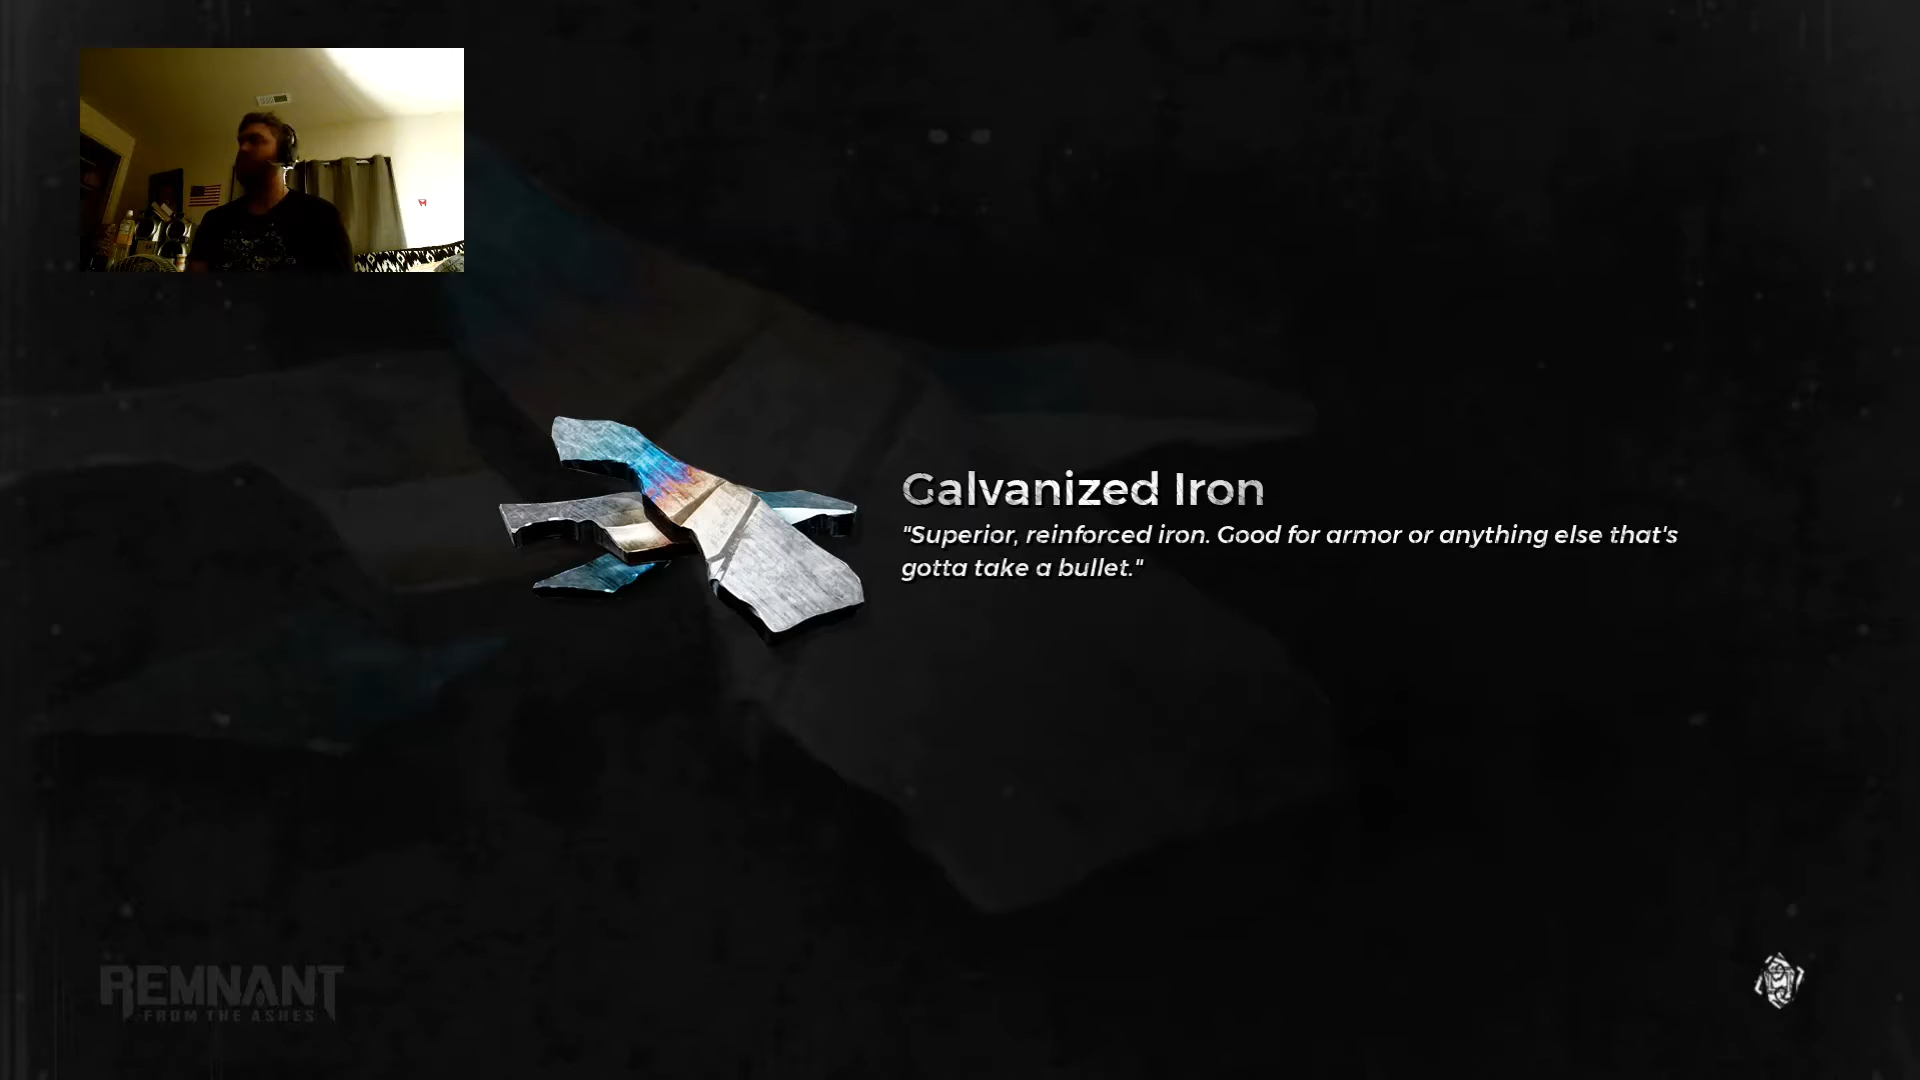 Galvanized Iron
"Superior, reinforced iron. Good for armor or anything else that's
gotta take a bullet."
REMNANT
FROM THE ASHES